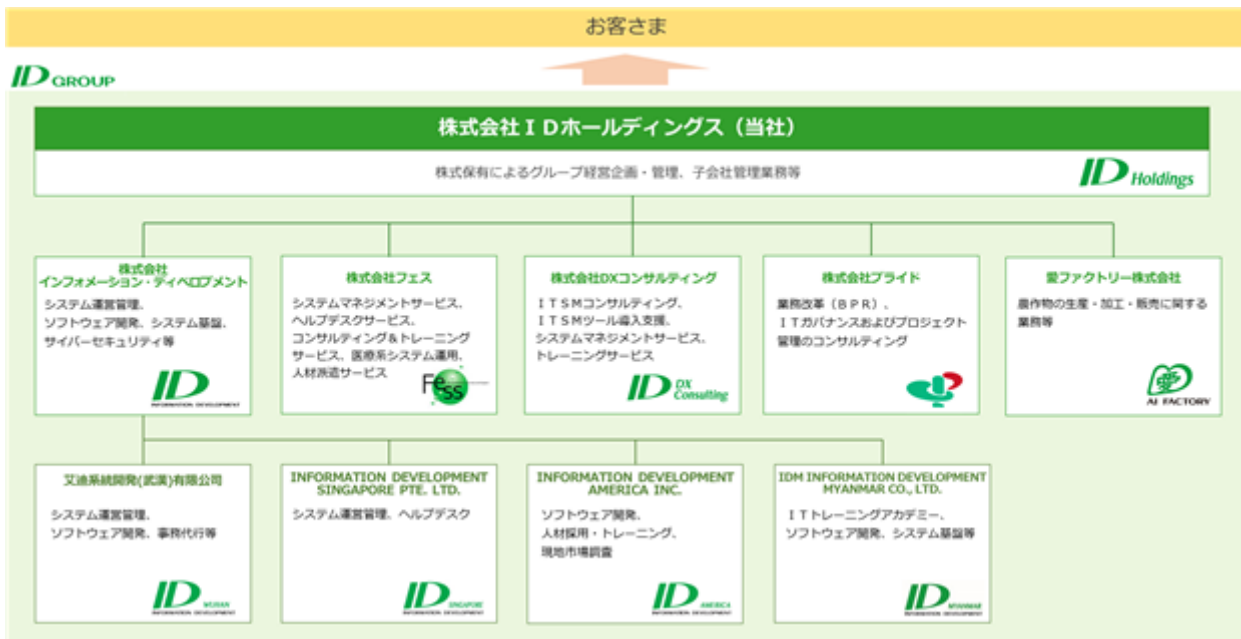 お客さま
ID GROUP
株式会社IDホールディングス（当社）
株式保有によるグループ経営企画・管理、子会社管理業務等
ID Holdings
株式会社
インフォメーション・ディベロプメント
システム運営管理、
ソフトウェア開発、システム基盤、
サイバーセキュリティ等
ID
INFORMATION DEVELOPMENT
株式会社フェス
システムマネジメントサービス、
ヘルプデスクサービス、
コンサルティング＆トレーニング
サービス、医療系システム運用、
人材派遣サービス
Fess
株式会社DXコンサルティング
ITSMコンサルティング、
ITSMツール導入支援、
システムマネジメントサービス、
トレーニングサービス
ID DX
Consulting
株式会社プライド
業務改革（BPR）、
ITガバナンスおよびプロジェクト
管理のコンサルティング
愛ファクトリー株式会社
農作物の生産・加工・販売に関する
業務等
愛
AI FACTORY
艾迪系統開発(武漢)有限公司
システム運営管理、
ソフトウェア開発、事務代行等
ID WUHAN
INFORMATION DEVELOPMENT
INFORMATION DEVELOPMENT
SINGAPORE PTE. LTD.
システム運営管理、ヘルプデスク
ID SINGAPORE
INFORMATION DEVELOPMENT
INFORMATION DEVELOPMENT
AMERICA INC.
ソフトウェア開発、
人材採用・トレーニング、
現地市場調査
ID AMERICA
INFORMATION DEVELOPMENT
IDM INFORMATION DEVELOPMENT
MYANMAR CO., LTD.
ITトレーニングアカデミー、
ソフトウェア開発、システム基盤等
ID MYANMAR
INFORMATION DEVELOPMENT